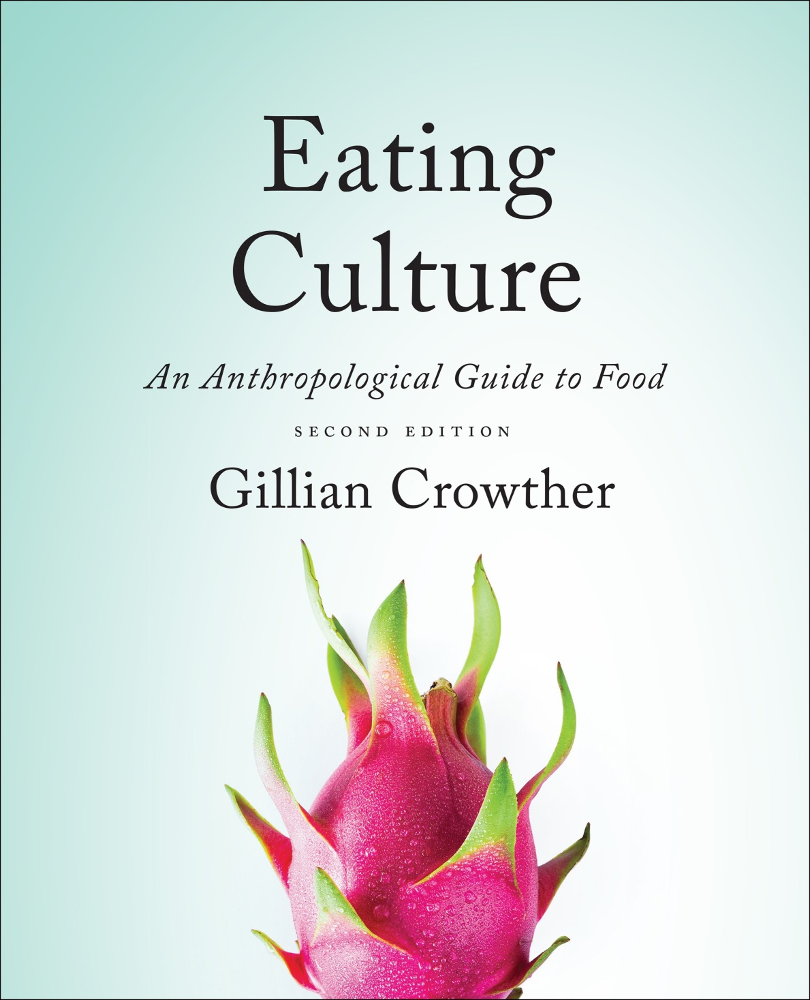 Eating
Culture
An Anthropological Guide to Food
SECOND EDITION
Gillian Crowther